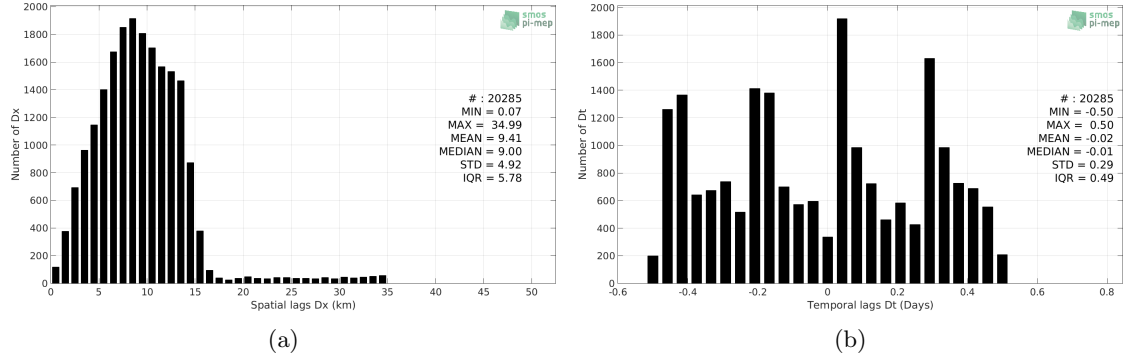 2000
1800
1600
1400
1200
1000
800
600
400
200
0
Number of Dx
smos
pi-mep
# : 20285
MIN = 0.07
MAX = 34.99
MEAN = 9.41
MEDIAN = 9.00
STD = 4.92
IQR = 5.78
0 5 10 15 20 25 30 35 40 45 50
Spatial lags Dx (km)
(a)
2000
1800
1600
1400
1200
1000
800
600
400
200
0
Number of Dt
smos
pi-mep
# : 20285
MIN = -0.50
MAX = 0.50
MEAN = -0.02
MEDIAN = -0.01
STD = 0.29
IQR = 0.49
-0.6 -0.4 -0.2 0 0.2 0.4 0.6 0.8
Temporal lags Dt (Days)
(b)